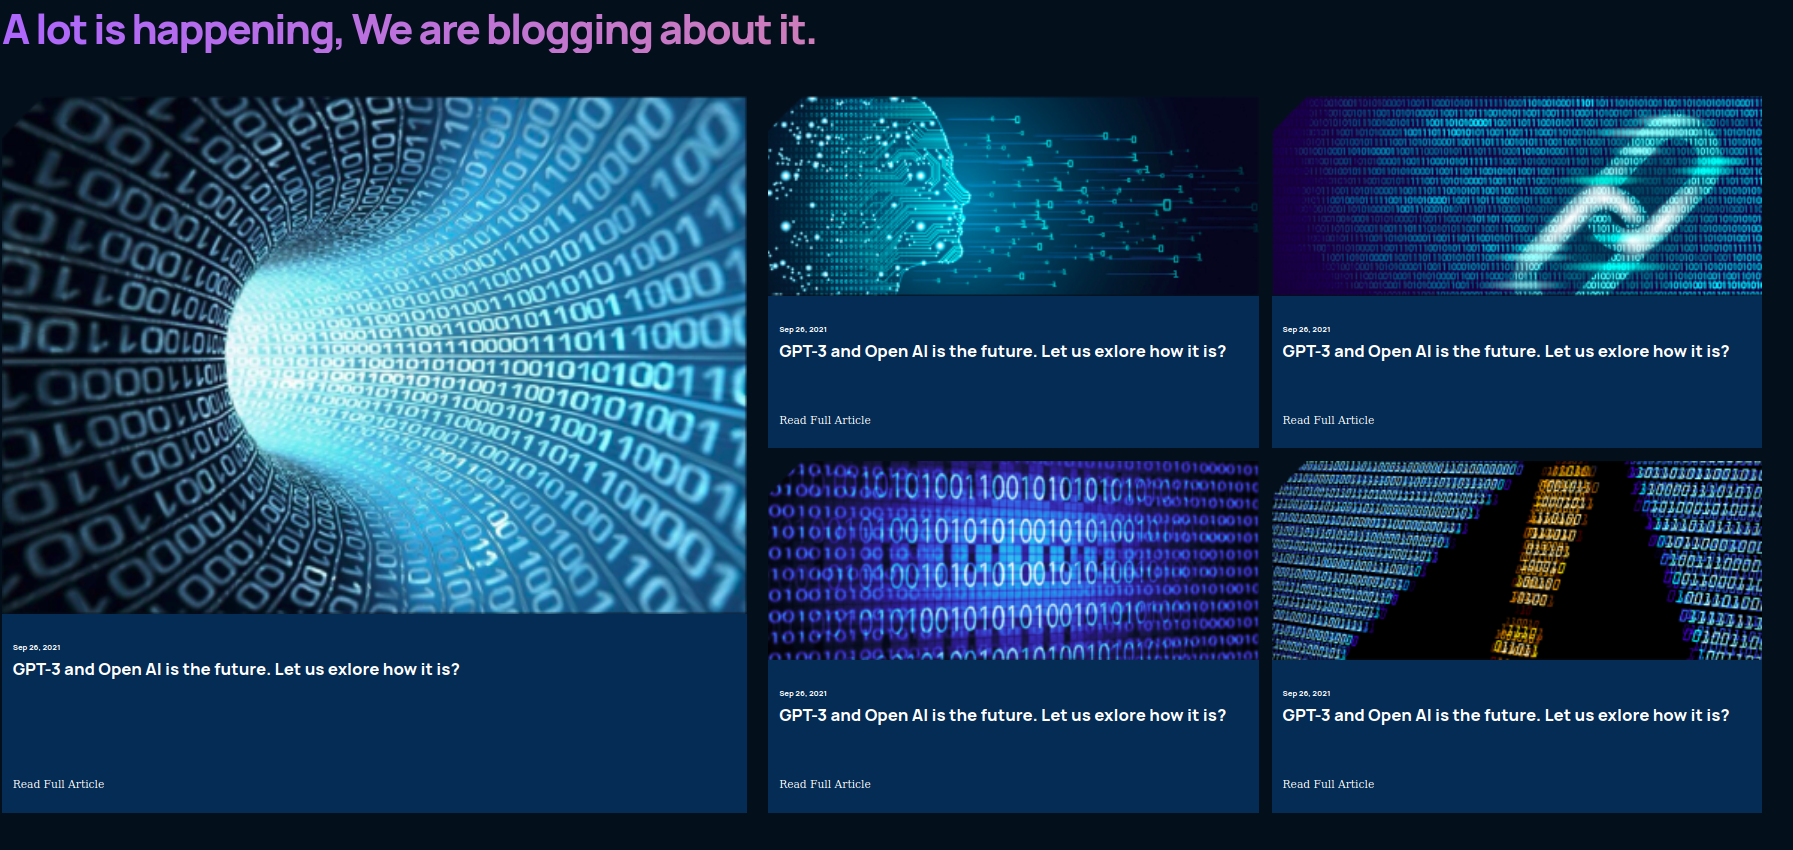 A lot is happening, We are blogging about it.
Sep 26, 2021
GPT-3 and Open AI is the future. Let us exlore how it is?
Read Full Article
Sep 26, 2021
GPT-3 and Open AI is the future. Let us exlore how it is?
Read Full Article
Sep 26, 2021
GPT-3 and Open AI is the future. Let us exlore how it is?
Read Full Article
Sep 26, 2021
GPT-3 and Open AI is the future. Let us exlore how it is?
Read Full Article
Sep 26, 2021
GPT-3 and Open AI is the future. Let us exlore how it is?
Read Full Article